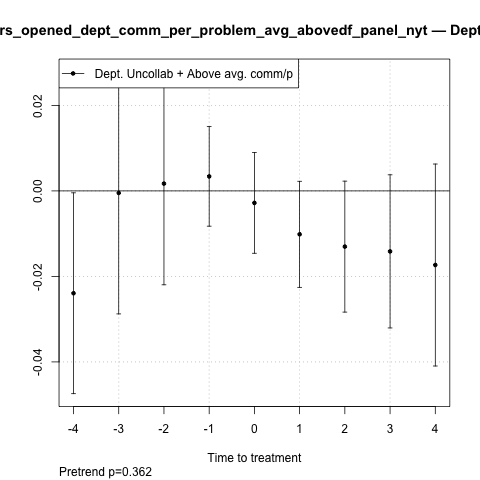 rs_opened_dept_comm_per_problem_avg_abovedf_panel_nyt — Dept
Dept. Uncollab + Above avg. comm/p
0.02
0.00
-0.02
-0.04
-4 -3 -2 -1 0 1 2 3 4
Time to treatment
Pretrend p=0.362